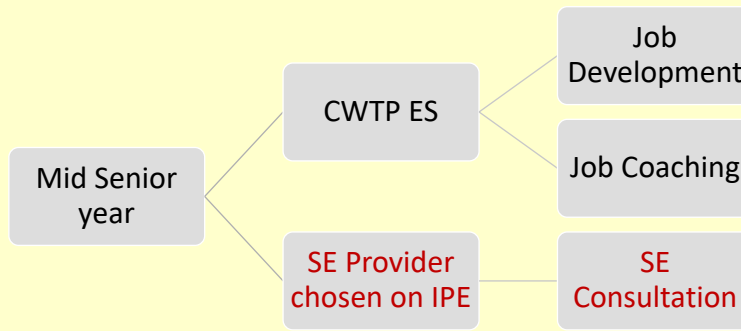 Mid Senior
year
CWTP ES
Job
Development
Job Coaching
SE Provider
chosen on IPE
SE
Consultation